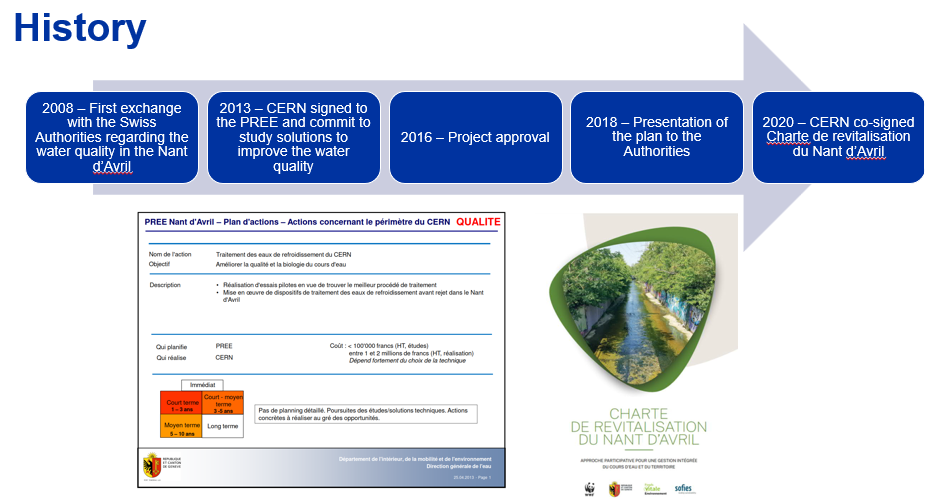 History
2008 – First exchange
with the Swiss
Authorities regarding the
water quality in the Nant
d'Avril
2013 – CERN signed to
the PREE and commit to
study solutions to
improve the water
quality
2016 – Project approval
2018 – Presentation of
the plan to the
Authorities
2020 – CERN co-signed
Charte de revitalisation
du Nant d'Avril
PREE Nant d'Avril – Plan d'actions – Actions concernant le périmètre du CERN QUALITE
Nom de l'action Traitement des eaux de refroidissement du CERN
Objectif Améliorer la qualité et la biologie du cours d'eau
Description • Réalisation d'essais pilotes en vue de trouver le meilleur procédé de traitement
• Mise en œuvre de dispositifs de traitement des eaux de refroidissement avant rejet dans le Nant
d'Avril
Qui planifie PREE Coût : < 100'000 francs (HT, études)
entre 1 et 2 millions de francs (HT, réalisation)
Qui réalise CERN Dépend fortement du choix de la technique
Immédiat
Court terme
1 – 3 ans
Court - moyen
terme
3 -5 ans
Moyen terme
5 – 10 ans
Long terme
Pas de planning détaillé. Poursuites des études/solutions techniques. Actions
concrètes à réaliser au gré des opportunités.
REPUBLIQUE
ET CANTON
DE GENEVE
Département de l'intérieur, de la mobilité et de l'environnement
Direction générale de l'eau
Page 1
CHARTE
DE REVITALISATION
DU NANT D'AVRIL
APPROCHE PARTICIPATIVE POUR UNE GESTION INTÉGRÉE
DU COURS D'EAU ET DU TERRITOIRE
WWF
Vitale
Environnement
sofies